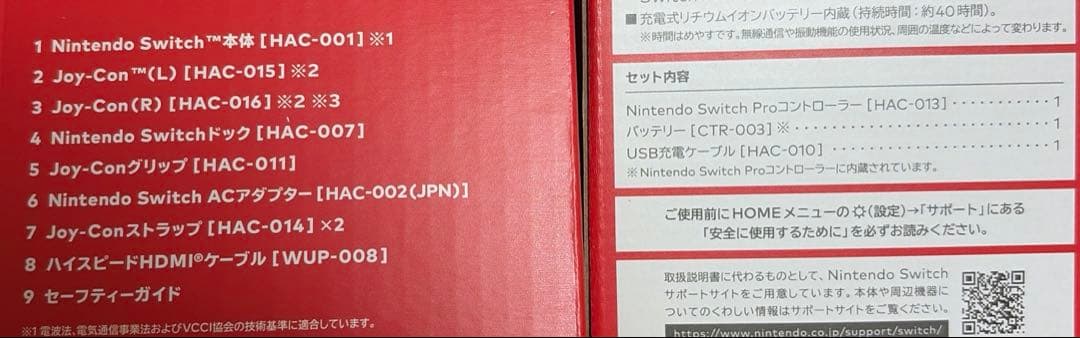 1 Nintendo Switch™本体 [HAC-001] ※1
2 Joy-Con™(L) [HAC-015] ※2
3 Joy-Con(R) [HAC-016] ※2 ※3
4 Nintendo Switchドック [HAC-007]
5 Joy-Conグリップ [HAC-011]
6 Nintendo Switch ACアダプター [HAC-002(JPN)]
7 Joy-Conストラップ [HAC-014] ×2
8 ハイスピードHDMI®ケーブル [WUP-008]
9 セーフティーガイド
※1 電波法、電気通信事業法およびVCCI協会の技術基準に適合しています。
■充電式リチウムイオンバッテリー内蔵(持続時間:約40時間)。
※時間はめやすです。無線通信や振動機能の使用状況、周囲の温度などによって変わります。
セット内容
Nintendo Switch Proコントローラー [HAC-013] ・・・・・・・・・・ 1
バッテリー [CTR-003] ※ ・・・・・・・・・・・・・・・・・・・・ 1
USB充電ケーブル [HAC-010] ・・・・・・・・・・・・・・・・・ 1
※Nintendo Switch Proコントローラーに内蔵されています。
ご使用前にHOMEメニューの(設定)→「サポート」にある
「安全に使用するために」を必ずお読みください。
取扱説明書に代わるものとして、Nintendo Switch
サポートサイトをご用意しています。本体や周辺機器に
ついてのくわしい情報はサポートサイトをご覧ください。
https://www.nintendo.co.jp/support/switch/